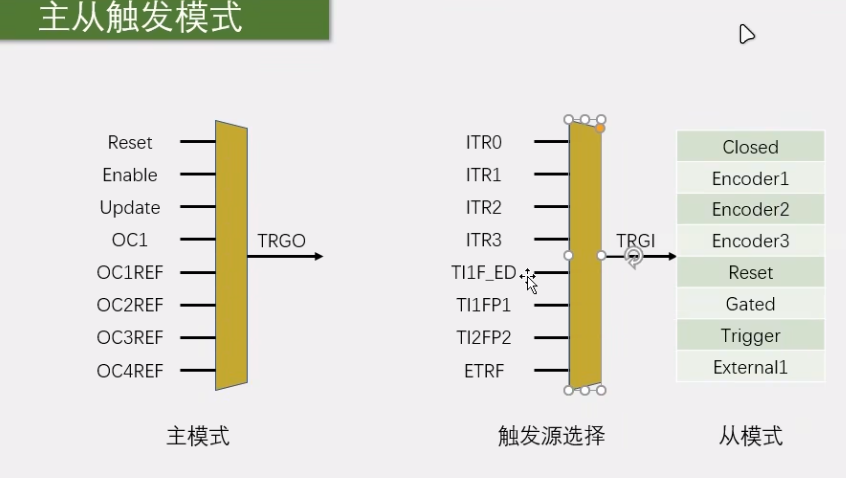 主从触发模式
Reset
Enable
Update
OC1
OC1REF
OC2REF
OC3REF
OC4REF
TRGO
主模式
ITR0
ITR1
ITR2
ITR3
TI1F_ED
TI1FP1
TI2FP2
ETRF
TRGI
触发源选择
Closed
Encoder1
Encoder2
Encoder3
Reset
Gated
Trigger
External1
从模式